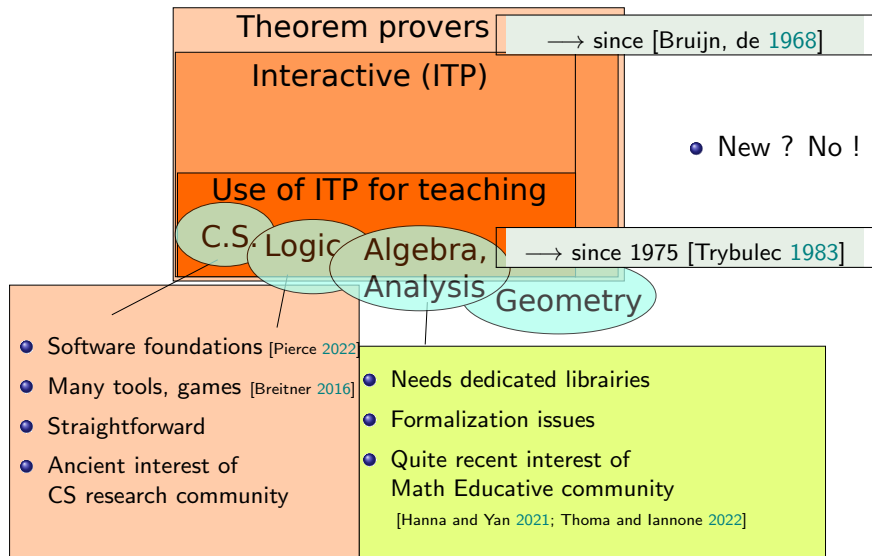 Theorem provers
⟶ since [Bruijn, de 1968]
Interactive (ITP)
New ? No !
Use of ITP for teaching
C.S.
Logic
Algebra,
Analysis
⟶ since 1975 [Trybulec 1983]
Geometry
Software foundations [Pierce 2022]
Many tools, games [Breitner 2016]
Straightforward
Ancient interest of
CS research community
Needs dedicated librairies
Formalization issues
Quite recent interest of
Math Educative community
[Hanna and Yan 2021; Thoma and Iannone 2022]